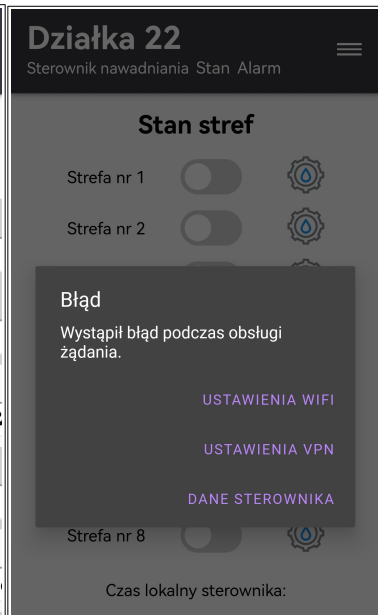 Działka 22
Sterownik nawadniania Stan Alarm
Stan stref
Strefa nr 1
Strefa nr 2
Błąd
Wystąpił błąd podczas obsługi
żądania.
USTAWIENIA WIFI
USTAWIENIA VPN
DANE STEROWNIKA
Strefa nr 8
Czas lokalny sterownika: